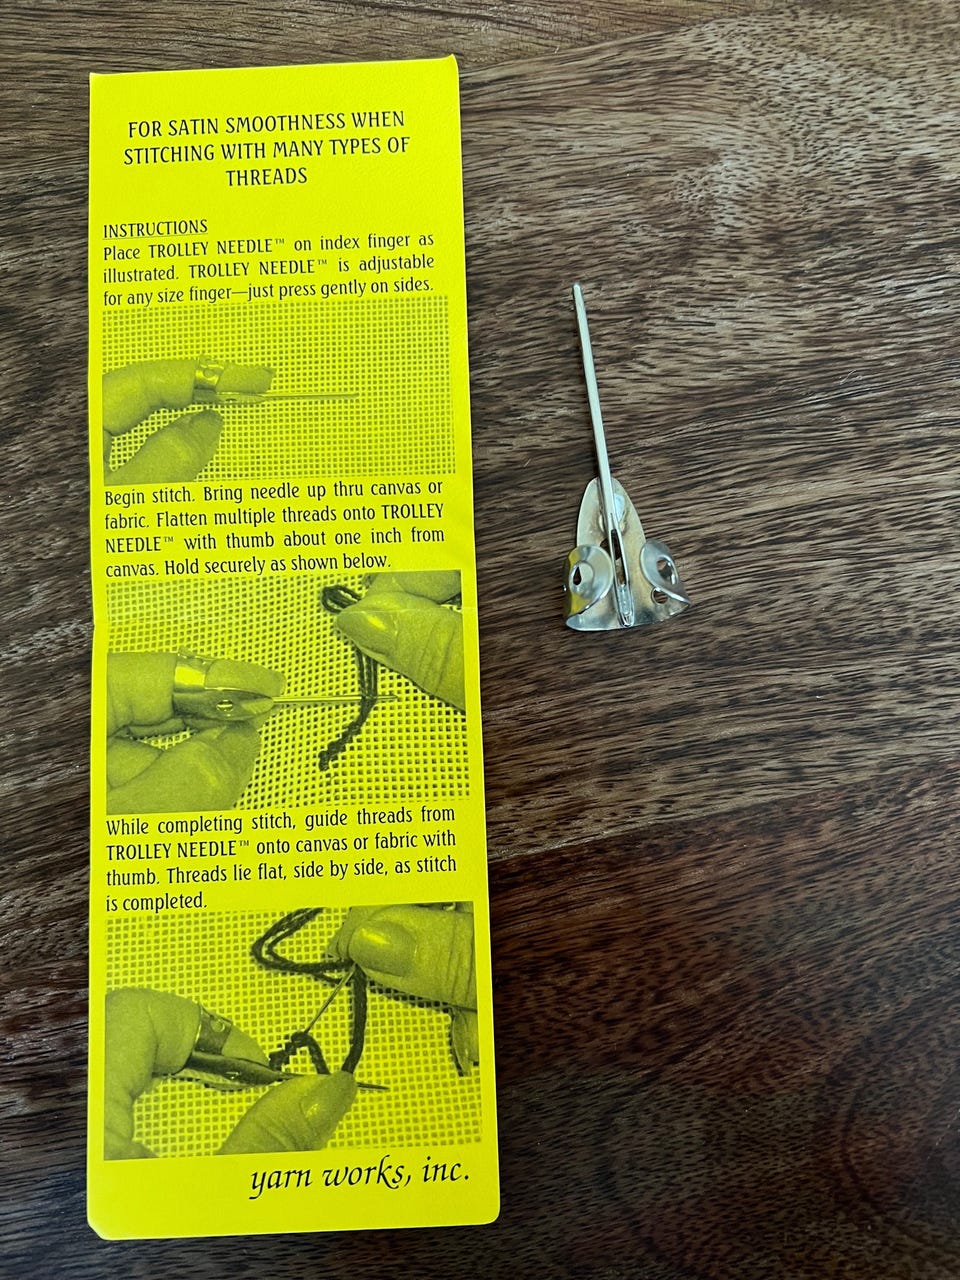 FOR SATIN SMOOTHNESS WHEN
STITCHING WITH MANY TYPES OF
THREADS
INSTRUCTIONS
Place TROLLEY NEEDLE™ on index finger as
illustrated. TROLLEY NEEDLE™ is adjustable
for any size finger—just press gently on sides.
Begin stitch. Bring needle up thru canvas or
fabric. Flatten multiple threads onto TROLLEY
NEEDLE™ with thumb about one inch from
canvas. Hold securely as shown below.
While completing stitch, guide threads from
TROLLEY NEEDLE™ onto canvas or fabric with
thumb. Threads lie flat, side by side, as stitch
is completed.
yarn works, inc.